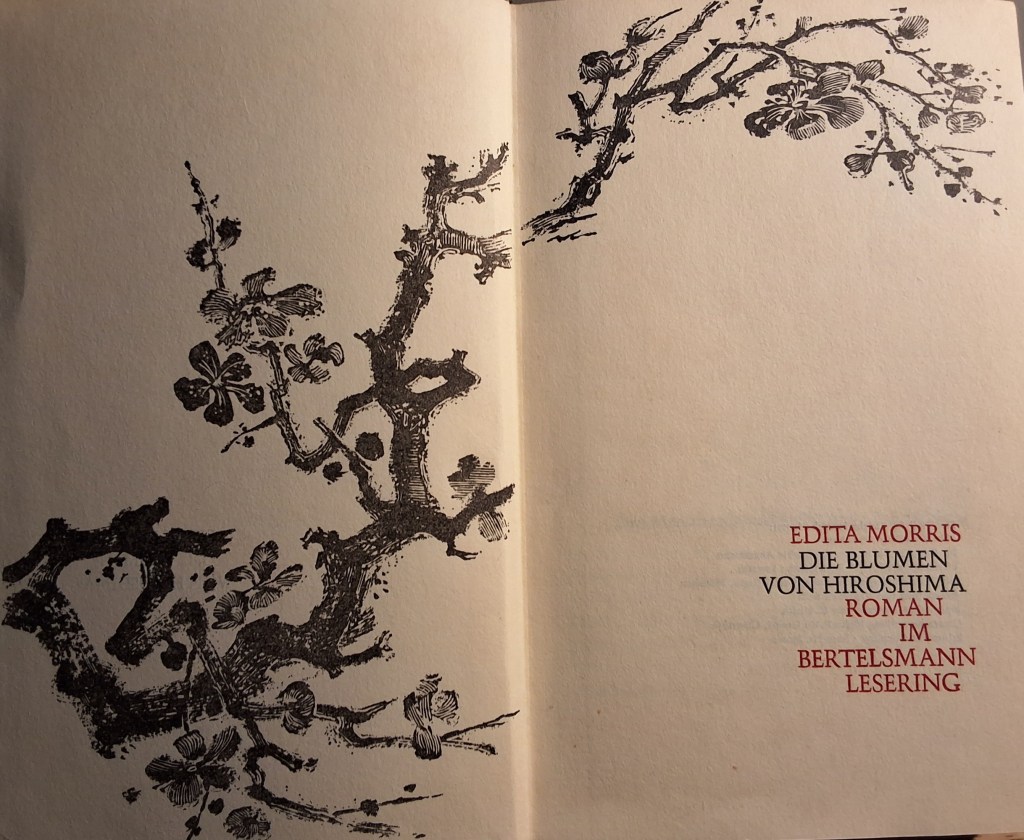 EDITA MORRIS
DIE BLUMEN
VON HIROSHIMA
ROMAN
IM
BERTELSMANN
LESERING